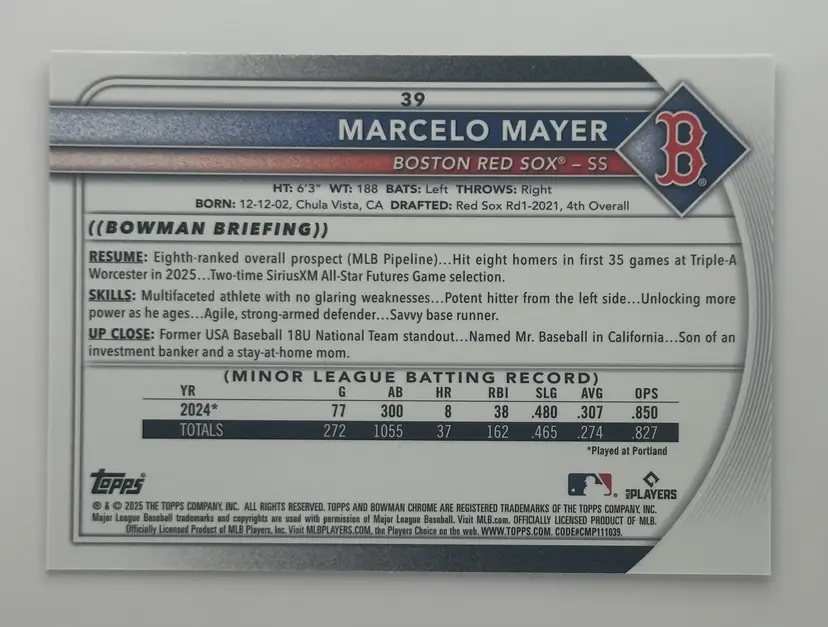 39
MARCELO MAYER
BOSTON RED SOX® – SS
B®
HT: 6'3" WT: 188 BATS: Left THROWS: Right
BORN: 12-12-02, Chula Vista, CA DRAFTED: Red Sox Rd1-2021, 4th Overall
((BOWMAN BRIEFING))
RESUME: Eighth-ranked overall prospect (MLB Pipeline)...Hit eight homers in first 35 games at Triple-A
Worcester in 2025...Two-time SiriusXM All-Star Futures Game selection.
SKILLS: Multifaceted athlete with no glaring weaknesses...Potent hitter from the left side...Unlocking more
power as he ages...Agile, strong-armed defender...Savvy base runner.
UP CLOSE: Former USA Baseball 18U National Team standout...Named Mr. Baseball in California...Son of an
investment banker and a stay-at-home mom.
(MINOR LEAGUE BATTING RECORD)
YR G AB HR RBI SLG AVG OPS
2024* 77 300 8 38 .480 .307 .850
TOTALS 272 1055 37 162 .465 .274 .827
*Played at Portland
Topps®
MLB PLAYERS
® & © 2025 THE TOPPS COMPANY, INC. ALL RIGHTS RESERVED. TOPPS AND BOWMAN CHROME ARE REGISTERED TRADEMARKS OF THE TOPPS COMPANY, INC.
Major League Baseball trademarks and copyrights are used with permission of Major League Baseball. Visit MLB.com. OFFICIALLY LICENSED PRODUCT OF MLB.
Officially Licensed Product of MLB Players, Inc. Visit MLBPLAYERS.COM, the Players Choice on the web. WWW.TOPPS.COM. CODE#CMP111039.